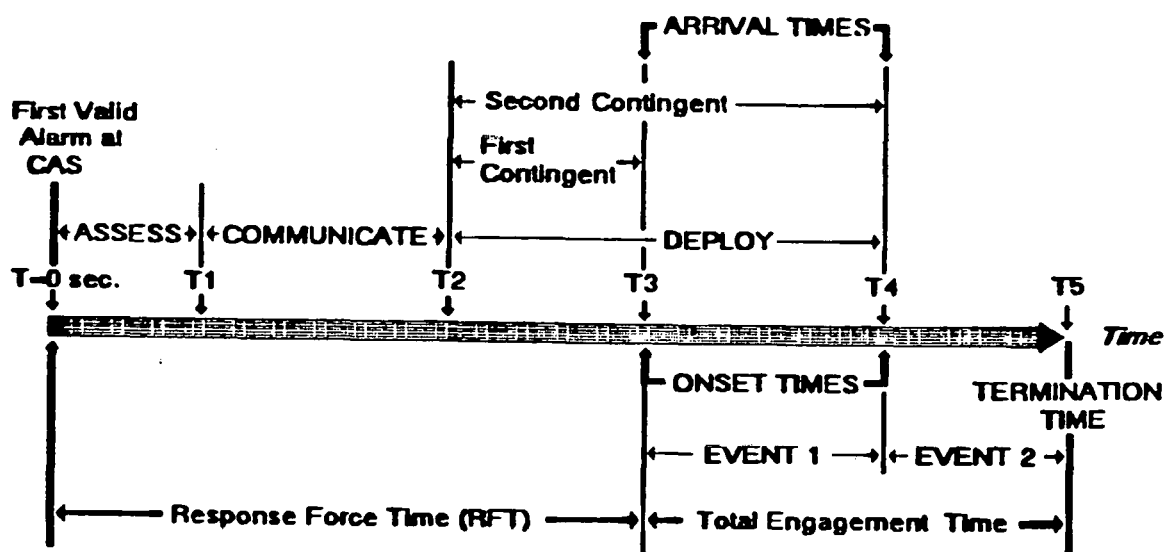 ARRIVAL TIMES
First Valid
Alarm at
CAS
Second Contingent
First
Contingent
ASSESS
COMMUNICATE
DEPLOY
T=0 sec.
T1
T2
T3
T4
T5
Time
ONSET TIMES
TERMINATION
TIME
EVENT 1
EVENT 2
Response Force Time (RFT)
Total Engagement Time